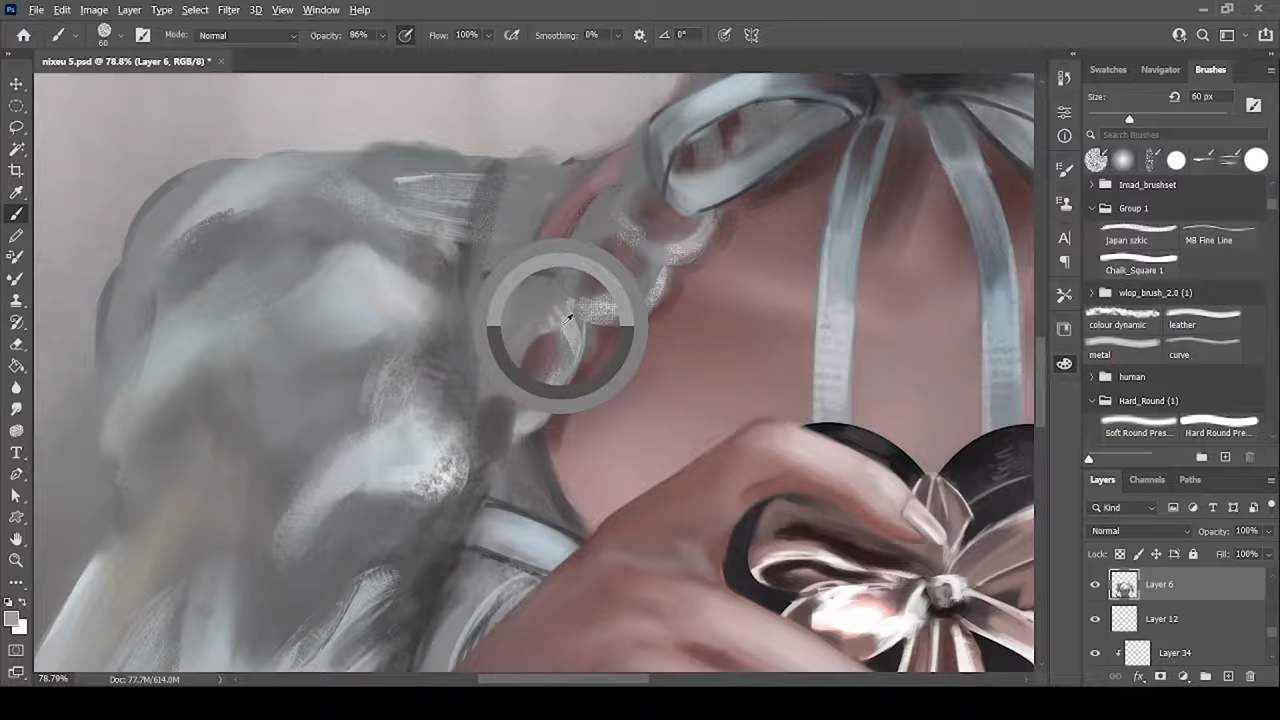 Ps File Edit Image Layer Type Select Filter 3D View Window Help
60 Mode: Normal Opacity: 86% Flow: 100% Smoothing: 0% 0°
nixeu 5.psd @ 78.8% (Layer 6, RGB/8) *
Swatches Navigator Brushes
Size: 60 px
Search Brushes
Imad_brushset
Group 1
Japan szkic MB Fine Line
Chalk_Square 1
wlop_brush_2.0 (1)
colour dynamic leather
metal curve
human
Hard_Round (1)
Soft Round Pres... Hard Round Pre...
Layers Channels Paths
Kind
Normal Opacity: 100%
Lock: Fill: 100%
Layer 6
Layer 12
Layer 34
78.79% Doc: 77.7M/614.0M